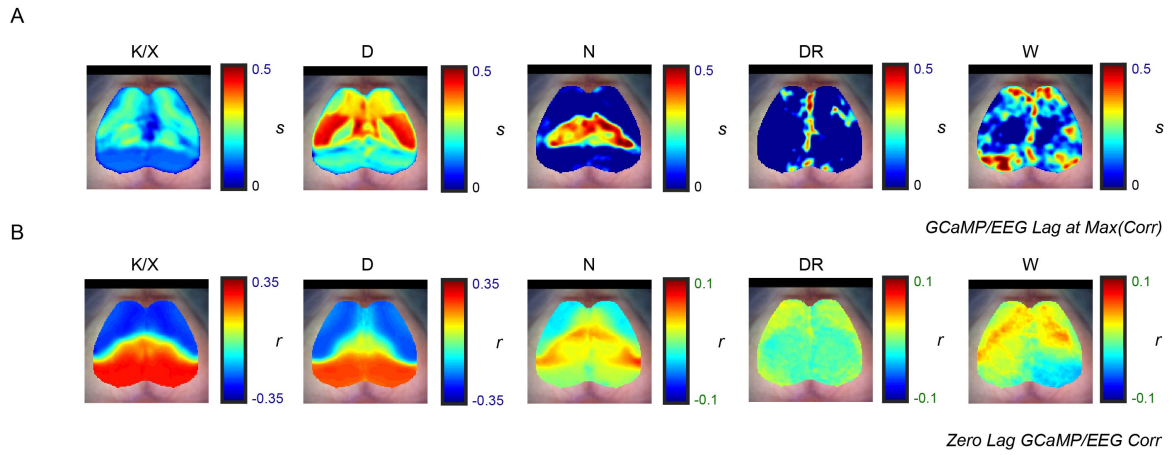 A
K/X D N DR W
0.5 0.5 0.5 0.5 0.5
s s s s s
0 0 0 0 0
GCaMP/EEG Lag at Max(Corr)
B
K/X D N DR W
0.35 0.35 0.1 0.1 0.1
r r r r r
-0.35 -0.35 -0.1 -0.1 -0.1
Zero Lag GCaMP/EEG Corr